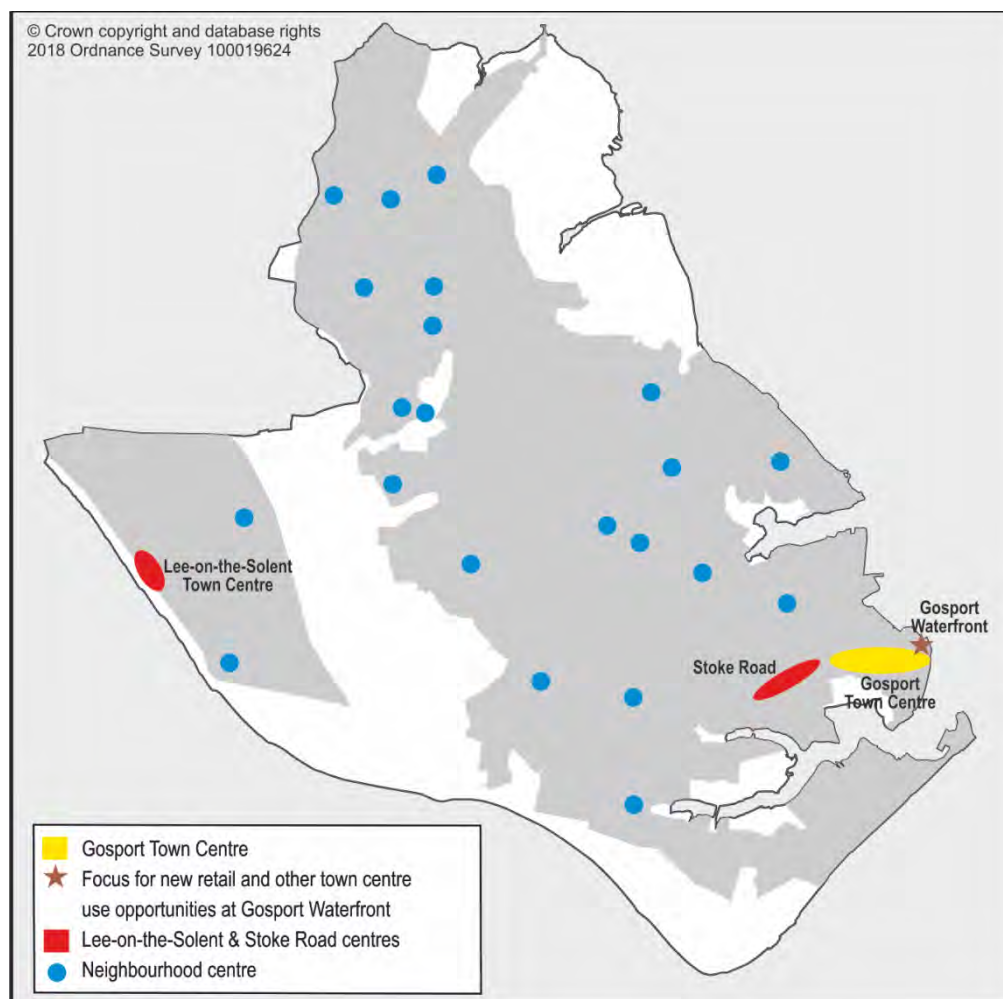 © Crown copyright and database rights
2018 Ordnance Survey 100019624
Lee-on-the-Solent
Town Centre
Gosport
Waterfront
Stoke Road
Gosport
Town Centre
Gosport Town Centre
Focus for new retail and other town centre
use opportunities at Gosport Waterfront
Lee-on-the-Solent & Stoke Road centres
Neighbourhood centre